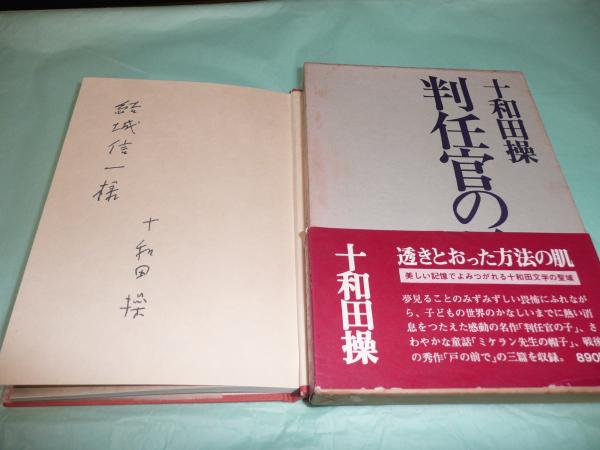 結城信一様
十和田操
十和田操
判任官の
十和田操
透きとおった方法の肌
美しい記憶でよみつがれる十和田文学の聖域
夢見ることのみずみずしい畏怖にふれなが
ら、子どもの世界のかなしいまでに熱い消
息をつたえた感動の名作「判任官の子」、さ
わやかな童話「ミケラン先生の帽子」、戦後
の秀作「戸の前で」の三篇を収録。890